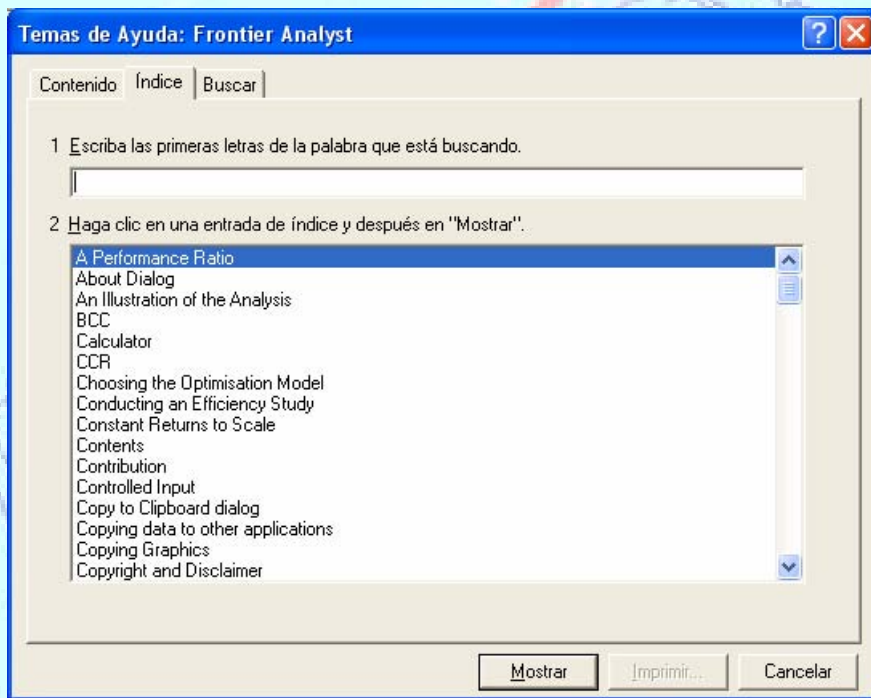 Temas de Ayuda: Frontier Analyst
Contenido Índice Buscar
1 Escriba las primeras letras de la palabra que está buscando.
2 Haga clic en una entrada de índice y después en "Mostrar".
A Performance Ratio
About Dialog
An Illustration of the Analysis
BCC
Calculator
CCR
Choosing the Optimisation Model
Conducting an Efficiency Study
Constant Returns to Scale
Contents
Contribution
Controlled Input
Copy to Clipboard dialog
Copying data to other applications
Copying Graphics
Copyright and Disclaimer
Mostrar Imprimir... Cancelar